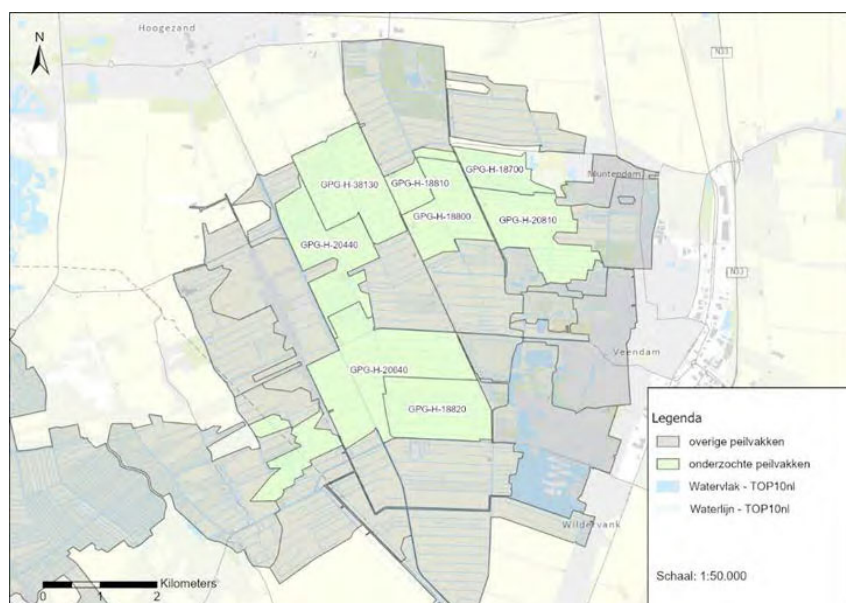 Hoogezand
N
N33
GPG-H-18700
Muntendam
GPG-H-38130
GPG-H-18810
GPG-H-18800
GPG-H-20810
GPG-H-20440
N33
Veendam
GPG-H-20640
GPG-H-18820
Legenda
overige peilvakken
onderzochte peilvakken
Watervlak - TOP10nl
Waterlijn - TOP10nl
Wildervank
Schaal: 1:50.000
Kilometers
0 1 2